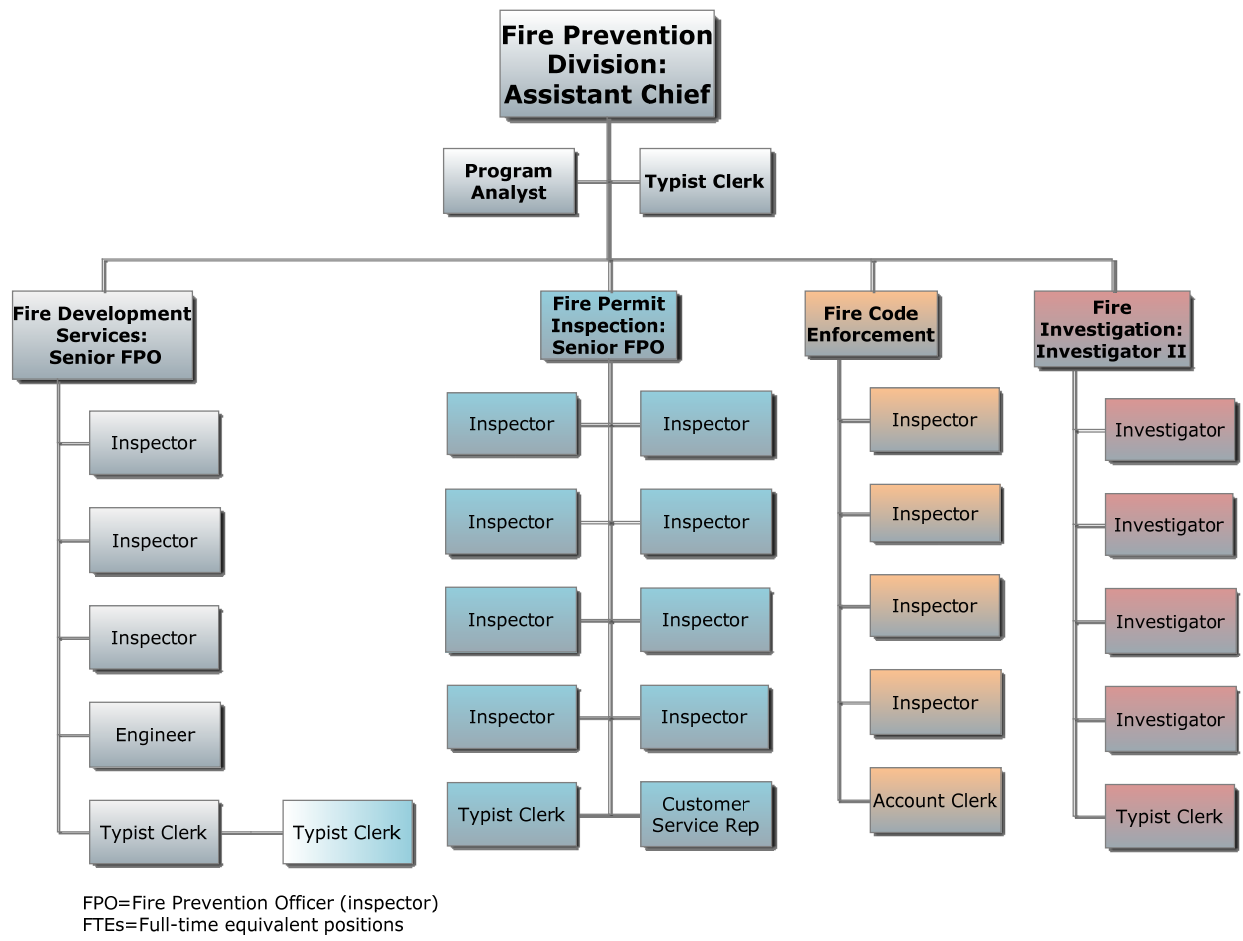 Fire Prevention
Division:
Assistant Chief
Program
Analyst
Typist Clerk
Fire Development
Services:
Senior FPO
Inspector
Inspector
Inspector
Engineer
Typist Clerk
Typist Clerk
Fire Permit
Inspection:
Senior FPO
Inspector
Inspector
Inspector
Inspector
Inspector
Inspector
Inspector
Inspector
Typist Clerk
Customer
Service Rep
Fire Code
Enforcement
Inspector
Inspector
Inspector
Inspector
Account Clerk
Fire
Investigation:
Investigator II
Investigator
Investigator
Investigator
Investigator
Typist Clerk
FPO=Fire Prevention Officer (inspector)
FTEs=Full-time equivalent positions